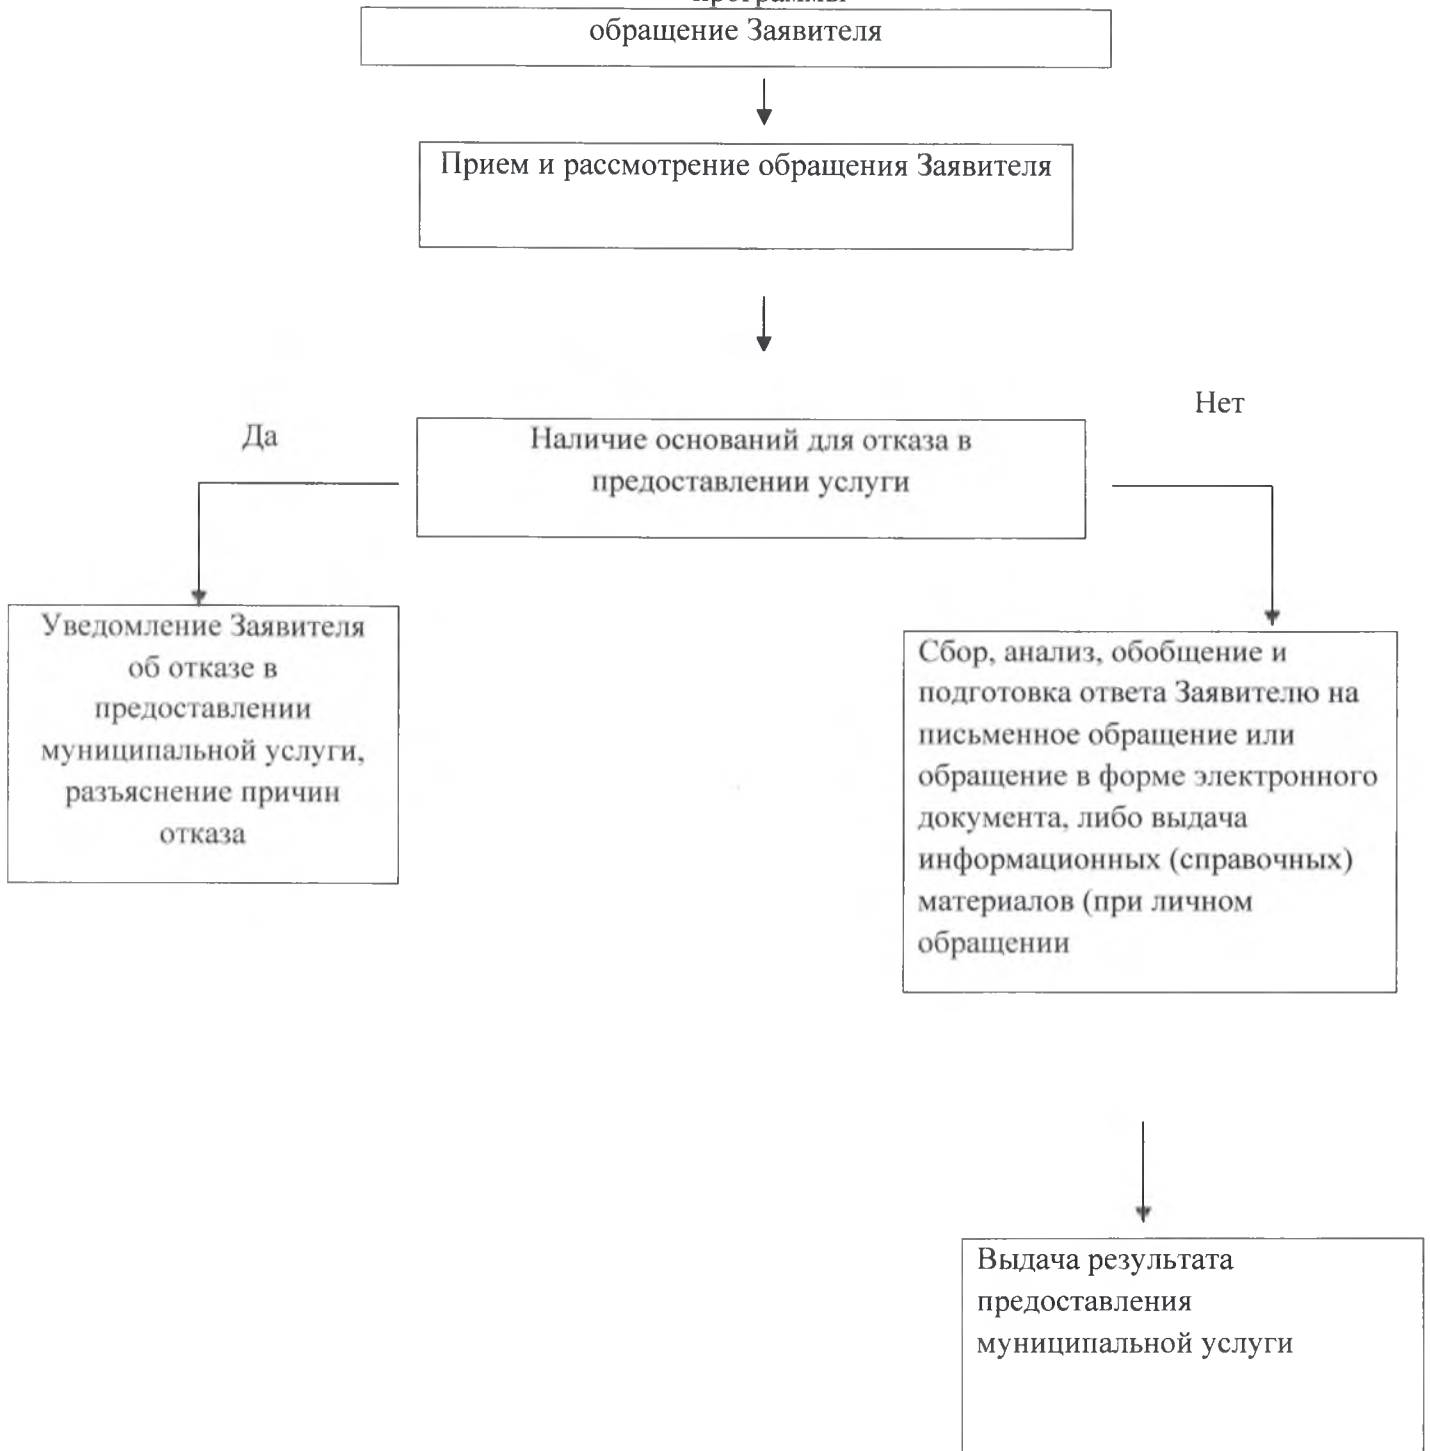 программы
обращение Заявителя
Прием и рассмотрение обращения Заявителя
Нет
Да
Наличие оснований для отказа в
предоставлении услуги
Уведомление Заявителя
об отказе в
предоставлении
муниципальной услуги,
разъяснение причин
отказа
Сбор, анализ, обобщение и
подготовка ответа Заявителю на
письменное обращение или
обращение в форме электронного
документа, либо выдача
информационных (справочных)
материалов (при личном
обращении
Выдача результата
предоставления
муниципальной услуги